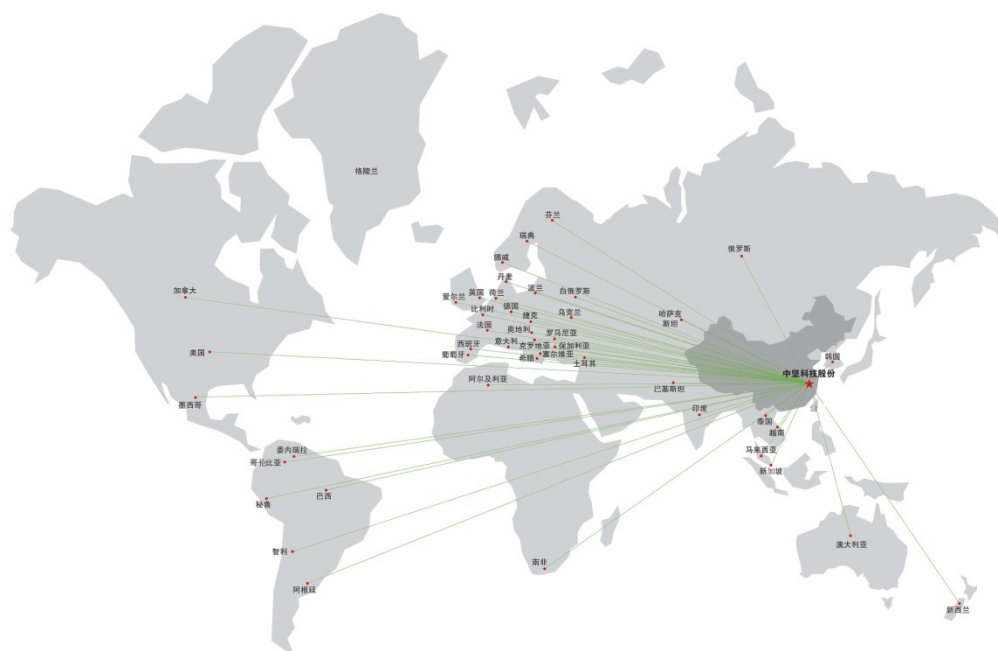 格陵兰
芬兰
瑞典
俄罗斯
挪威
丹麦
加拿大
爱尔兰
英国
荷兰
波兰
白俄罗斯
比利时
德国
捷克
乌克兰
哈萨克
斯坦
法国
奥地利
罗马尼亚
西班牙
意大利
克罗地亚
保加利亚
葡萄牙
希腊
塞尔维亚
土耳其
美国
韩国
中坚科技股份
阿尔及利亚
巴基斯坦
墨西哥
印度
泰国
越南
委内瑞拉
哥伦比亚
马来西亚
新加坡
秘鲁
巴西
智利
澳大利亚
南非
阿根廷
新西兰